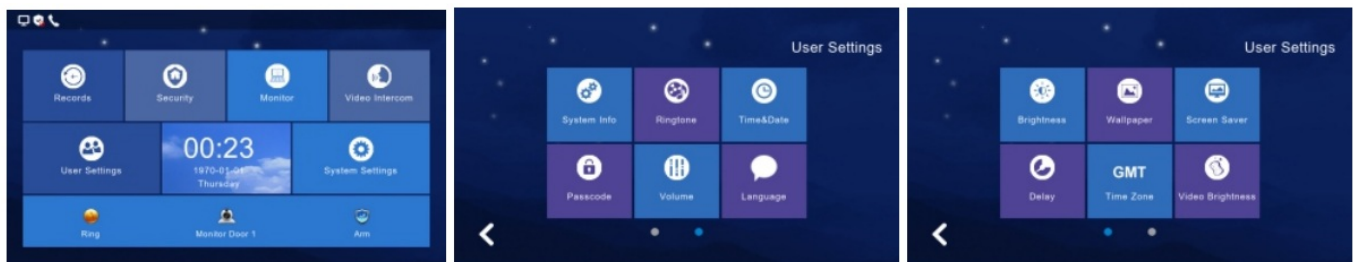 Records Security Monitor Video Intercom
User Settings 00:23 System Settings
1970-01-01
Thursday
Ring Monitor Door 1 Arm
User Settings
System Info Ringtone Time&Date
Passcode Volume Language
User Settings
Brightness Wallpaper Screen Saver
GMT
Delay Time Zone Video Brightness